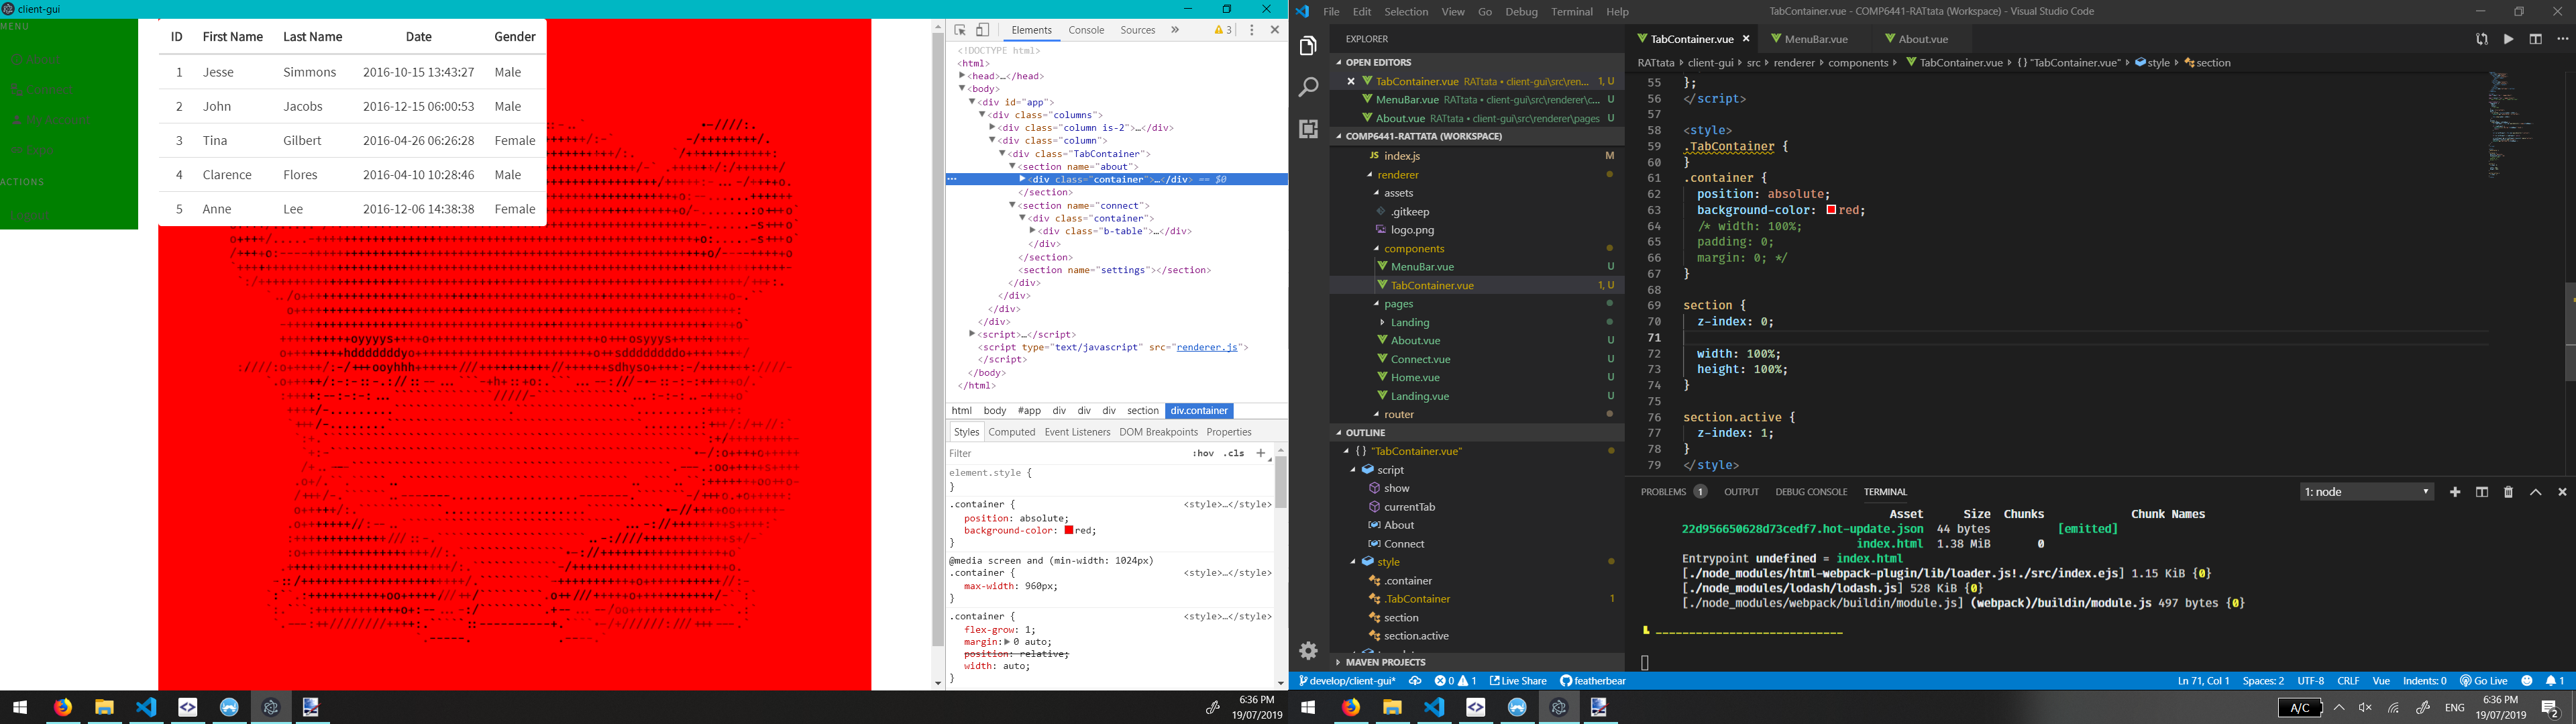 client-gui
MENU
ACTIONS
ID First Name Last Name Date Gender
1 Jesse Simmons 2016-10-15 13:43:27 Male
2 John Jacobs 2016-12-15 06:00:53 Male
3 Tina Gilbert 2016-04-26 06:26:28 Female
4 Clarence Flores 2016-04-10 10:28:46 Male
5 Anne Lee 2016-12-06 14:38:38 Female
Elements Console Sources » 3
<!DOCTYPE html>
<html>
<head>…</head>
<body>
<div id="app">
<div class="columns">
<div class="column is-2">…</div>
<div class="column">
<div class="TabContainer">
<section name="about">
<div class="container">…</div> == $0
</section>
<section name="connect">
<div class="container">
<div class="b-table">…</div>
</div>
</section>
<section name="settings"></section>
</div>
</div>
</div>
</div>
<script>…</script>
<script type="text/javascript" src="renderer.js">
</script>
</body>
</html>
html body #app div div div section div.container
Styles Computed Event Listeners DOM Breakpoints Properties
Filter :hov .cls +
element.style {
}
.container { <style>…</style>
position: absolute;
background-color: red;
}
@media screen and (min-width: 1024px)
.container { <style>…</style>
max-width: 960px;
}
.container { <style>…</style>
flex-grow: 1;
margin: 0 auto;
position: relative;
width: auto;
}
6:36 PM
19/07/2019
File Edit Selection View Go Debug Terminal Help
TabContainer.vue - COMP6441-RATtata (Workspace) - Visual Studio Code
EXPLORER
OPEN EDITORS
TabContainer.vue RATtata • client-gui\src\ren... 1, U
MenuBar.vue RATtata • client-gui\src\renderer\c... U
About.vue RATtata • client-gui\src\renderer\pages U
COMP6441-RATTATA (WORKSPACE)
index.js M
renderer
assets
.gitkeep
logo.png
components
MenuBar.vue U
TabContainer.vue 1, U
pages
Landing
About.vue U
Connect.vue U
Home.vue U
Landing.vue U
router
OUTLINE
{ } "TabContainer.vue"
script
show
currentTab
About
Connect
style
.container
.TabContainer 1
section
section.active
MAVEN PROJECTS
TabContainer.vue MenuBar.vue About.vue
RATtata > client-gui > src > renderer > components > TabContainer.vue > { } "TabContainer.vue" > style > section
55 };
56 </script>
57
58 <style>
59 .TabContainer {
60 }
61 .container {
62 position: absolute;
63 background-color: red;
64 /* width: 100%;
65 padding: 0;
66 margin: 0; */
67 }
68
69 section {
70 z-index: 0;
71
72 width: 100%;
73 height: 100%;
74 }
75
76 section.active {
77 z-index: 1;
78 }
79 </style>
PROBLEMS 1 OUTPUT DEBUG CONSOLE TERMINAL 1: node
Asset Size Chunks Chunk Names
22d956650628d73cedf7.hot-update.json 44 bytes [emitted]
index.html 1.38 MiB 0
Entrypoint undefined = index.html
[./node_modules/html-webpack-plugin/lib/loader.js!./src/index.ejs] 1.15 KiB {0}
[./node_modules/lodash/lodash.js] 528 KiB {0}
[./node_modules/webpack/buildin/module.js] (webpack)/buildin/module.js 497 bytes {0}
develop/client-gui* 0 1 Live Share featherbear
Ln 71, Col 1 Spaces: 2 UTF-8 CRLF Vue Indents: 0 Go Live 1
A/C ENG 6:36 PM
19/07/2019 2